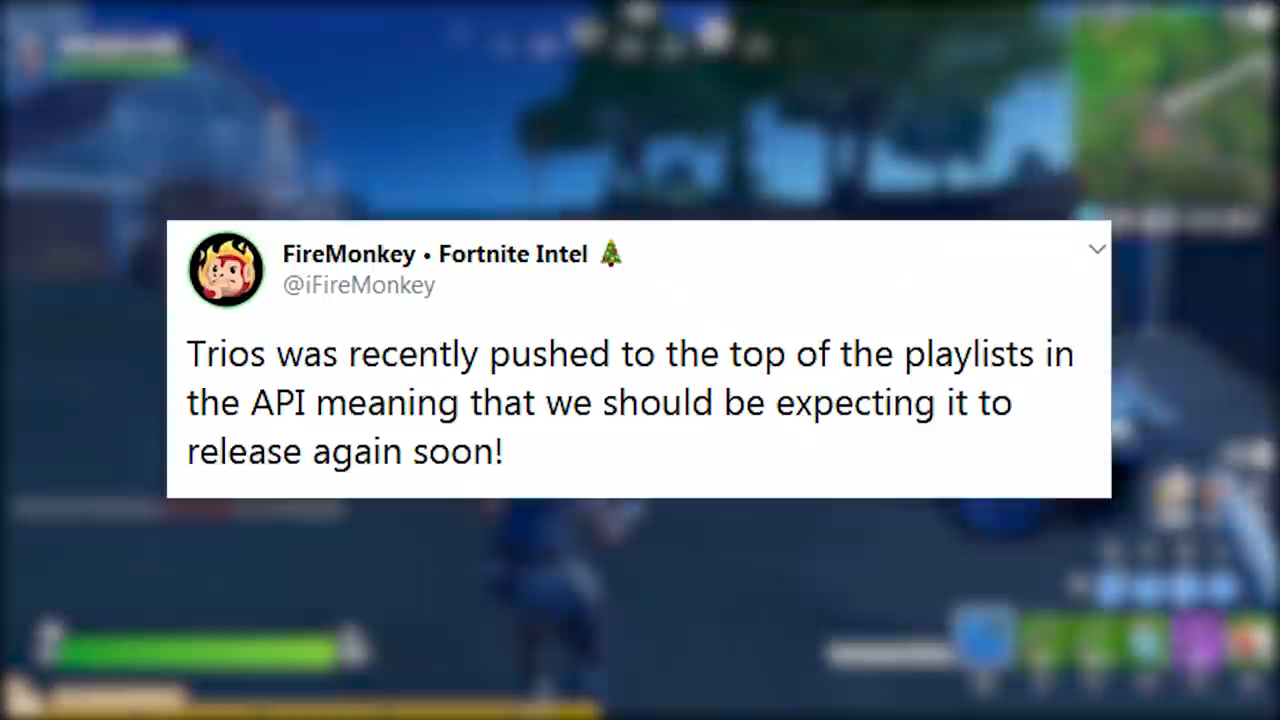 FireMonkey • Fortnite Intel 🎄
@iFireMonkey
Trios was recently pushed to the top of the playlists in
the API meaning that we should be expecting it to
release again soon!